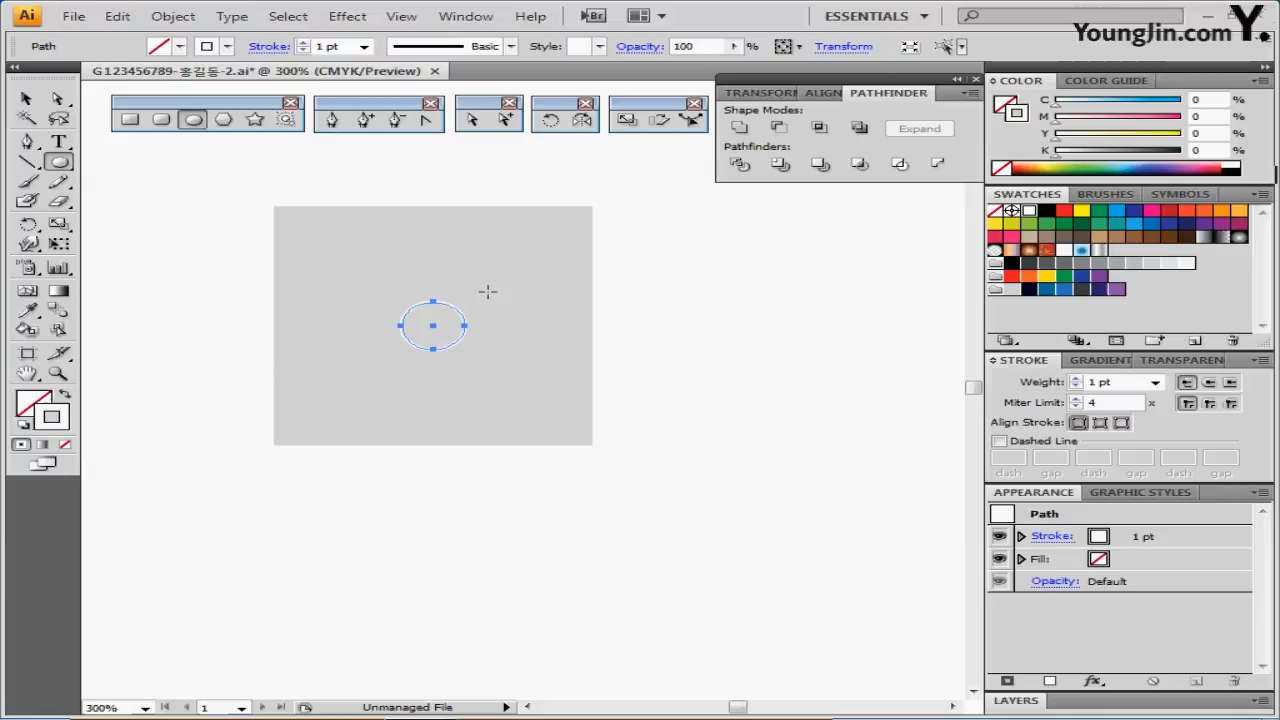 Ai File Edit Object Type Select Effect View Window Help Br ESSENTIALS
YoungJin.com Y.
Path Stroke: 1 pt Basic Style: Opacity: 100 % Transform
G123456789-홍길동-2.ai* @ 300% (CMYK/Preview)
TRANSFORM ALIGN PATHFINDER
Shape Modes:
Expand
Pathfinders:
COLOR COLOR GUIDE
C 0 %
M 0 %
Y 0 %
K 0 %
SWATCHES BRUSHES SYMBOLS
STROKE GRADIENT TRANSPAREN
Weight: 1 pt
Miter Limit: 4 x
Align Stroke:
Dashed Line
dash gap dash gap dash gap
APPEARANCE GRAPHIC STYLES
Path
Stroke: 1 pt
Fill:
Opacity: Default
fx
LAYERS
300% 1 Unmanaged File